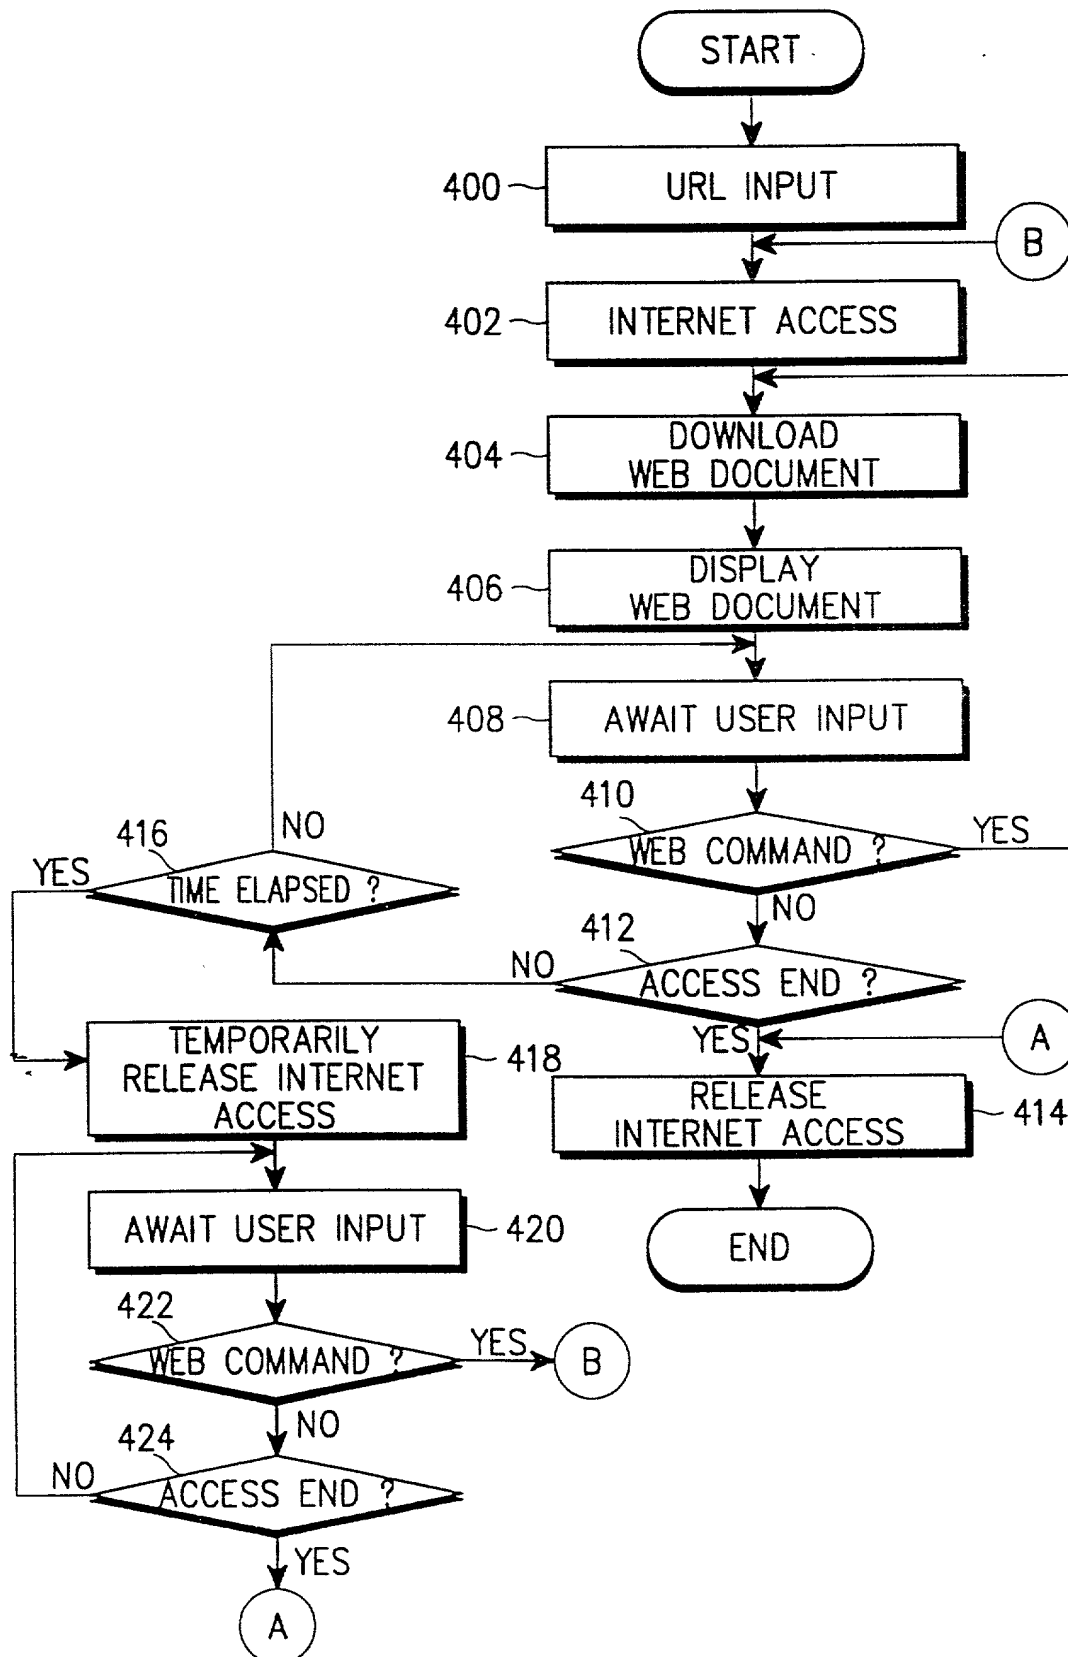 START
400
URL INPUT
B
402
INTERNET ACCESS
404
DOWNLOAD
WEB DOCUMENT
406
DISPLAY
WEB DOCUMENT
408
AWAIT USER INPUT
410
WEB COMMAND ?
YES
NO
416
NO
YES
TIME ELAPSED ?
412
NO
ACCESS END ?
YES
A
TEMPORARILY
RELEASE INTERNET
ACCESS
418
RELEASE
INTERNET ACCESS
414
AWAIT USER INPUT
420
END
422
WEB COMMAND ?
YES
B
NO
424
NO
ACCESS END ?
YES
A